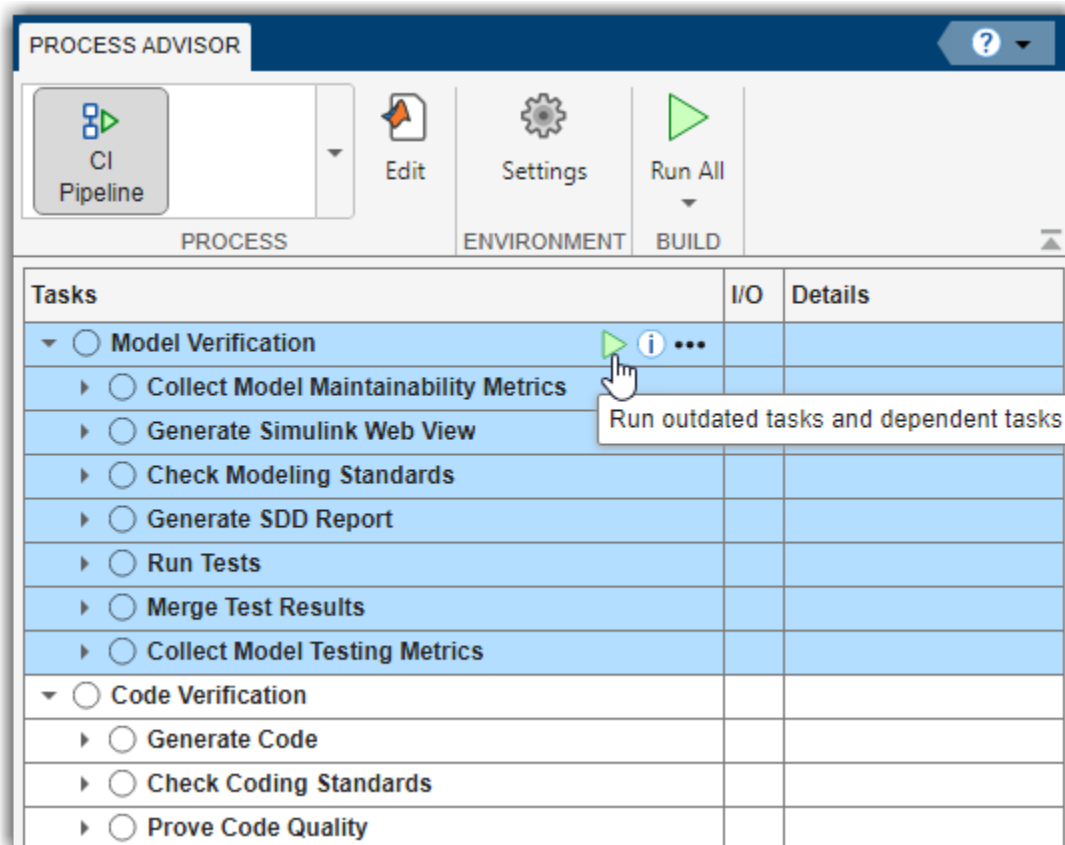 PROCESS ADVISOR
?
CI
Pipeline
Edit
Settings
Run All
PROCESS
ENVIRONMENT
BUILD
Tasks
I/O
Details
Model Verification
i
Collect Model Maintainability Metrics
Run outdated tasks and dependent tasks
Generate Simulink Web View
Check Modeling Standards
Generate SDD Report
Run Tests
Merge Test Results
Collect Model Testing Metrics
Code Verification
Generate Code
Check Coding Standards
Prove Code Quality